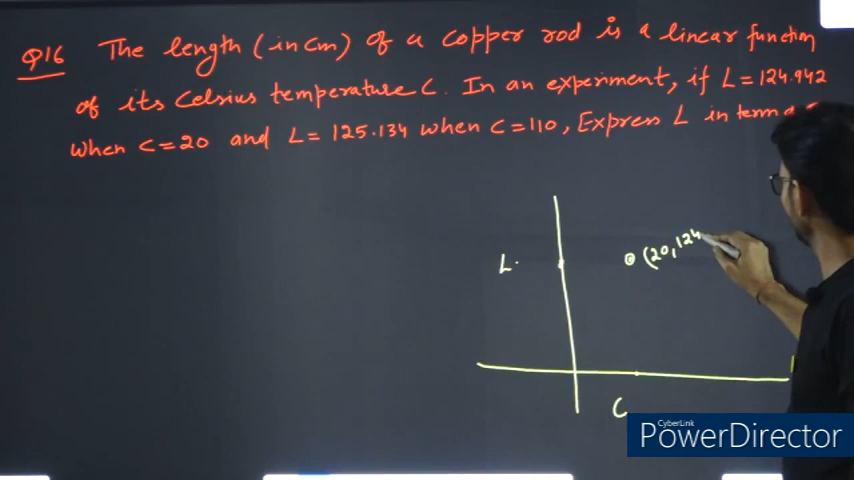 Q16 The length (in cm) of a copper rod is a linear function
of its Celsius temperature C. In an experiment, if L = 124.942
when C = 20 and L = 125.134 when C = 110, Express L in term
L.
(20, 124
C
CyberLink
PowerDirector